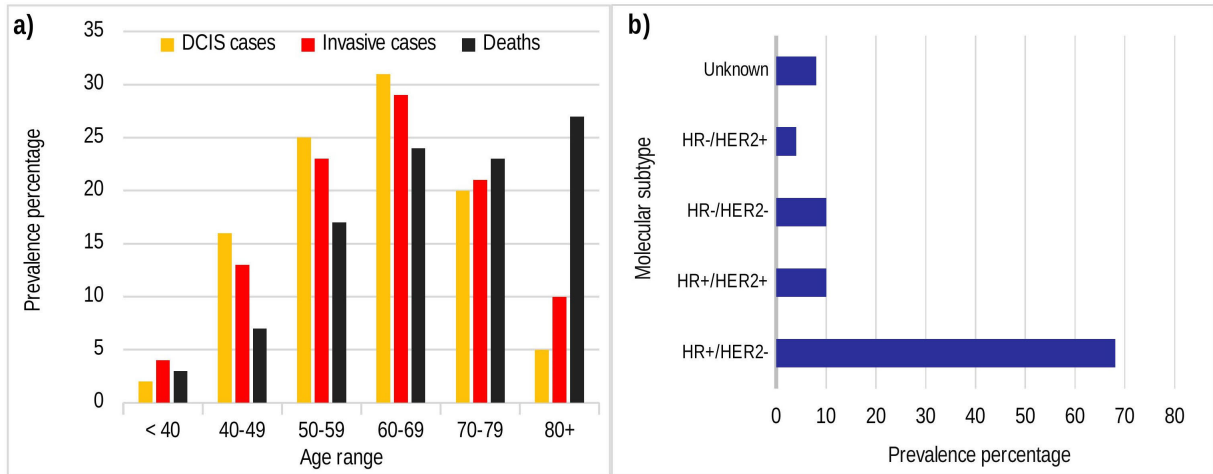 a)
DCIS cases Invasive cases Deaths
35
30
25
20
15
10
5
0
Prevalence percentage
< 40 40-49 50-59 60-69 70-79 80+
Age range
b)
Molecular subtype
Unknown
HR-/HER2+
HR-/HER2-
HR+/HER2+
HR+/HER2-
0 10 20 30 40 50 60 70 80
Prevalence percentage